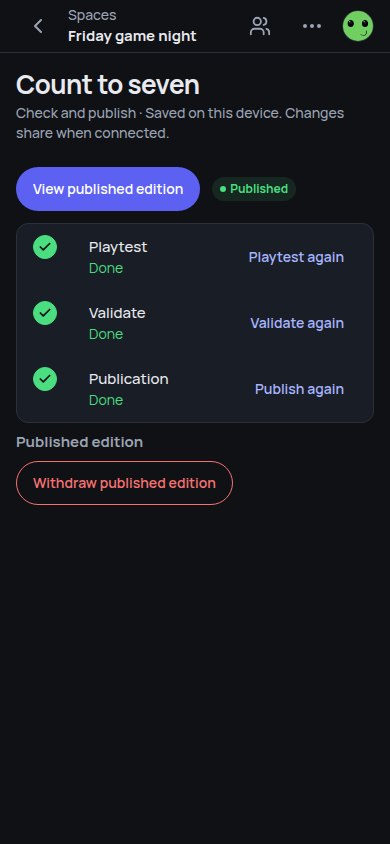 Spaces
Friday game night
Count to seven
Check and publish · Saved on this device. Changes
share when connected.
View published edition
Published
Playtest
Done
Playtest again
Validate
Done
Validate again
Publication
Done
Publish again
Published edition
Withdraw published edition